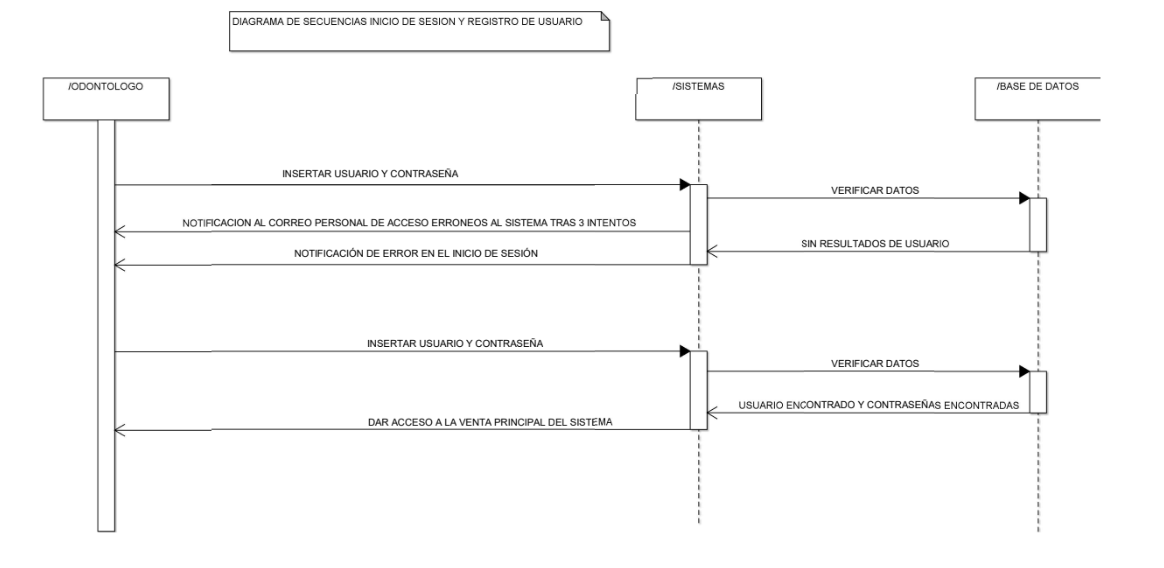 DIAGRAMA DE SECUENCIAS INICIO DE SESION Y REGISTRO DE USUARIO
/ODONTOLOGO
/SISTEMAS
/BASE DE DATOS
INSERTAR USUARIO Y CONTRASEÑA
VERIFICAR DATOS
NOTIFICACION AL CORREO PERSONAL DE ACCESO ERRONEOS AL SISTEMA TRAS 3 INTENTOS
SIN RESULTADOS DE USUARIO
NOTIFICACIÓN DE ERROR EN EL INICIO DE SESIÓN
INSERTAR USUARIO Y CONTRASEÑA
VERIFICAR DATOS
USUARIO ENCONTRADO Y CONTRASEÑAS ENCONTRADAS
DAR ACCESO A LA VENTA PRINCIPAL DEL SISTEMA